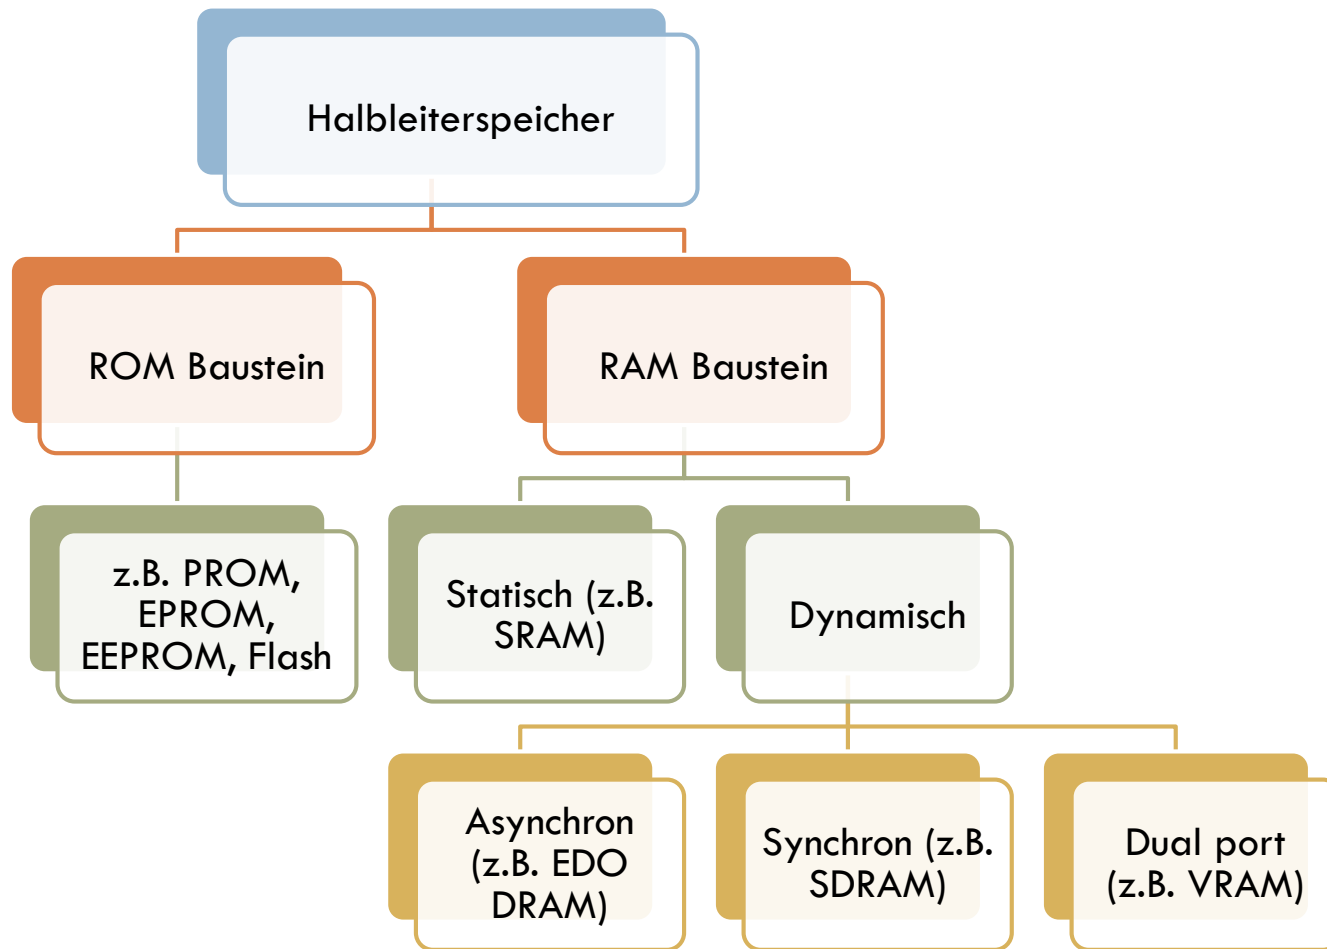 Halbleiterspeicher
ROM Baustein
RAM Baustein
z.B. PROM,
EPROM,
EEPROM, Flash
Statisch (z.B.
SRAM)
Dynamisch
Asynchron
(z.B. EDO
DRAM)
Synchron (z.B.
SDRAM)
Dual port
(z.B. VRAM)